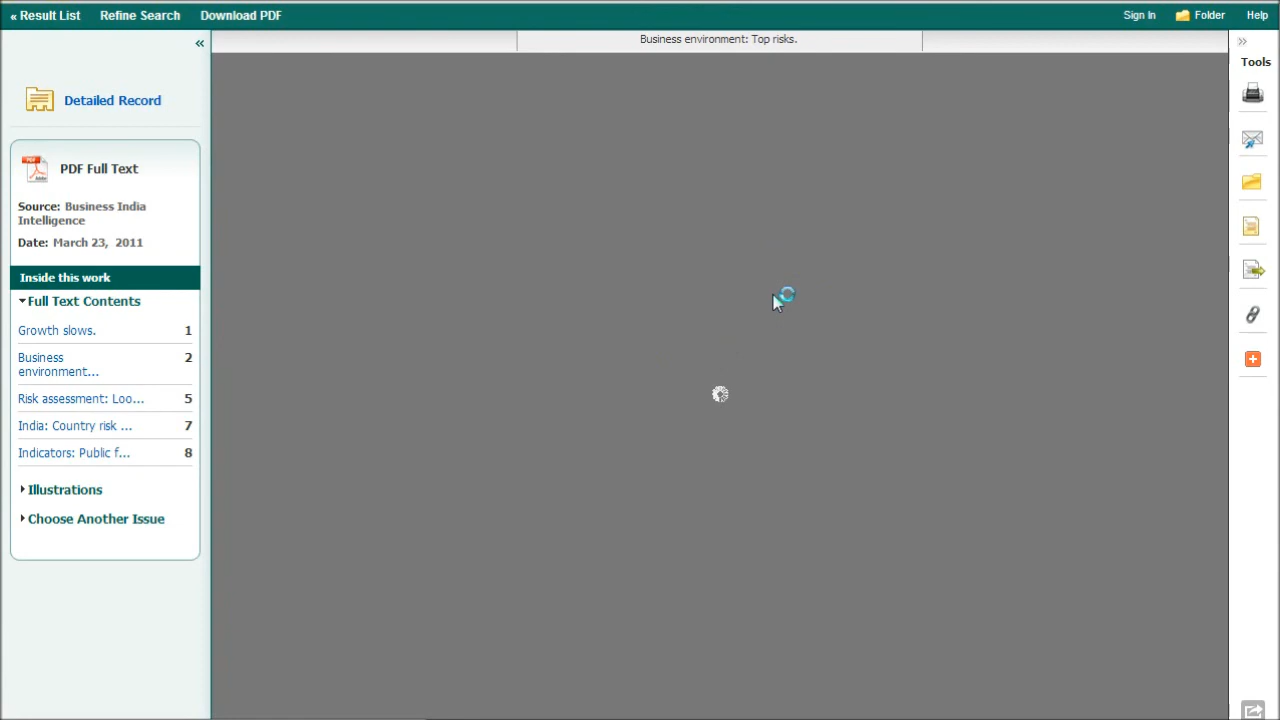 « Result List Refine Search Download PDF Sign In Folder Help
« Business environment: Top risks. »
Tools
Detailed Record
PDF Full Text
Source: Business India
Intelligence
Date: March 23, 2011
Inside this work
Full Text Contents
Growth slows. 1
Business 2
environment...
Risk assessment: Loo... 5
India: Country risk ... 7
Indicators: Public f... 8
Illustrations
Choose Another Issue